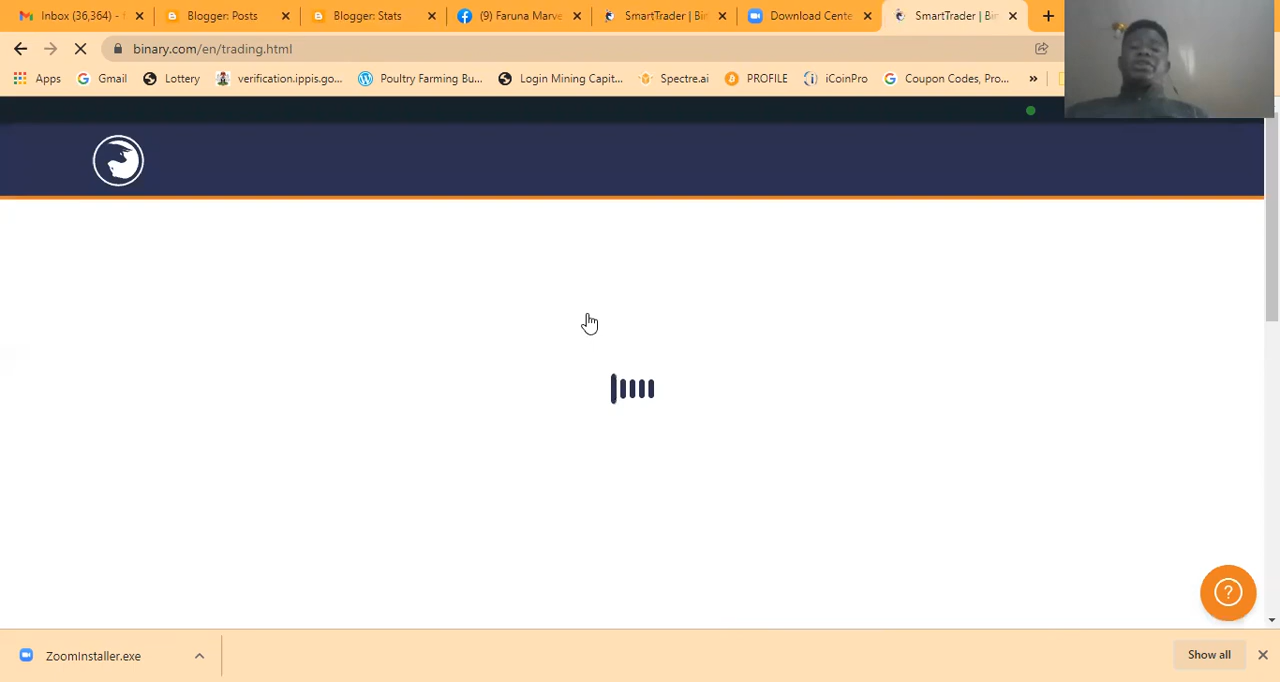 Inbox (36,364) -
Blogger: Posts
Blogger: Stats
(9) Faruna Marve
SmartTrader | Bin
Download Cente
SmartTrader | Bin
binary.com/en/trading.html
Apps
Gmail
Lottery
verification.ippis.go...
Poultry Farming Bu...
Login Mining Capit...
Spectre.ai
PROFILE
iCoinPro
Coupon Codes, Pro...
»
?
ZoomInstaller.exe
Show all